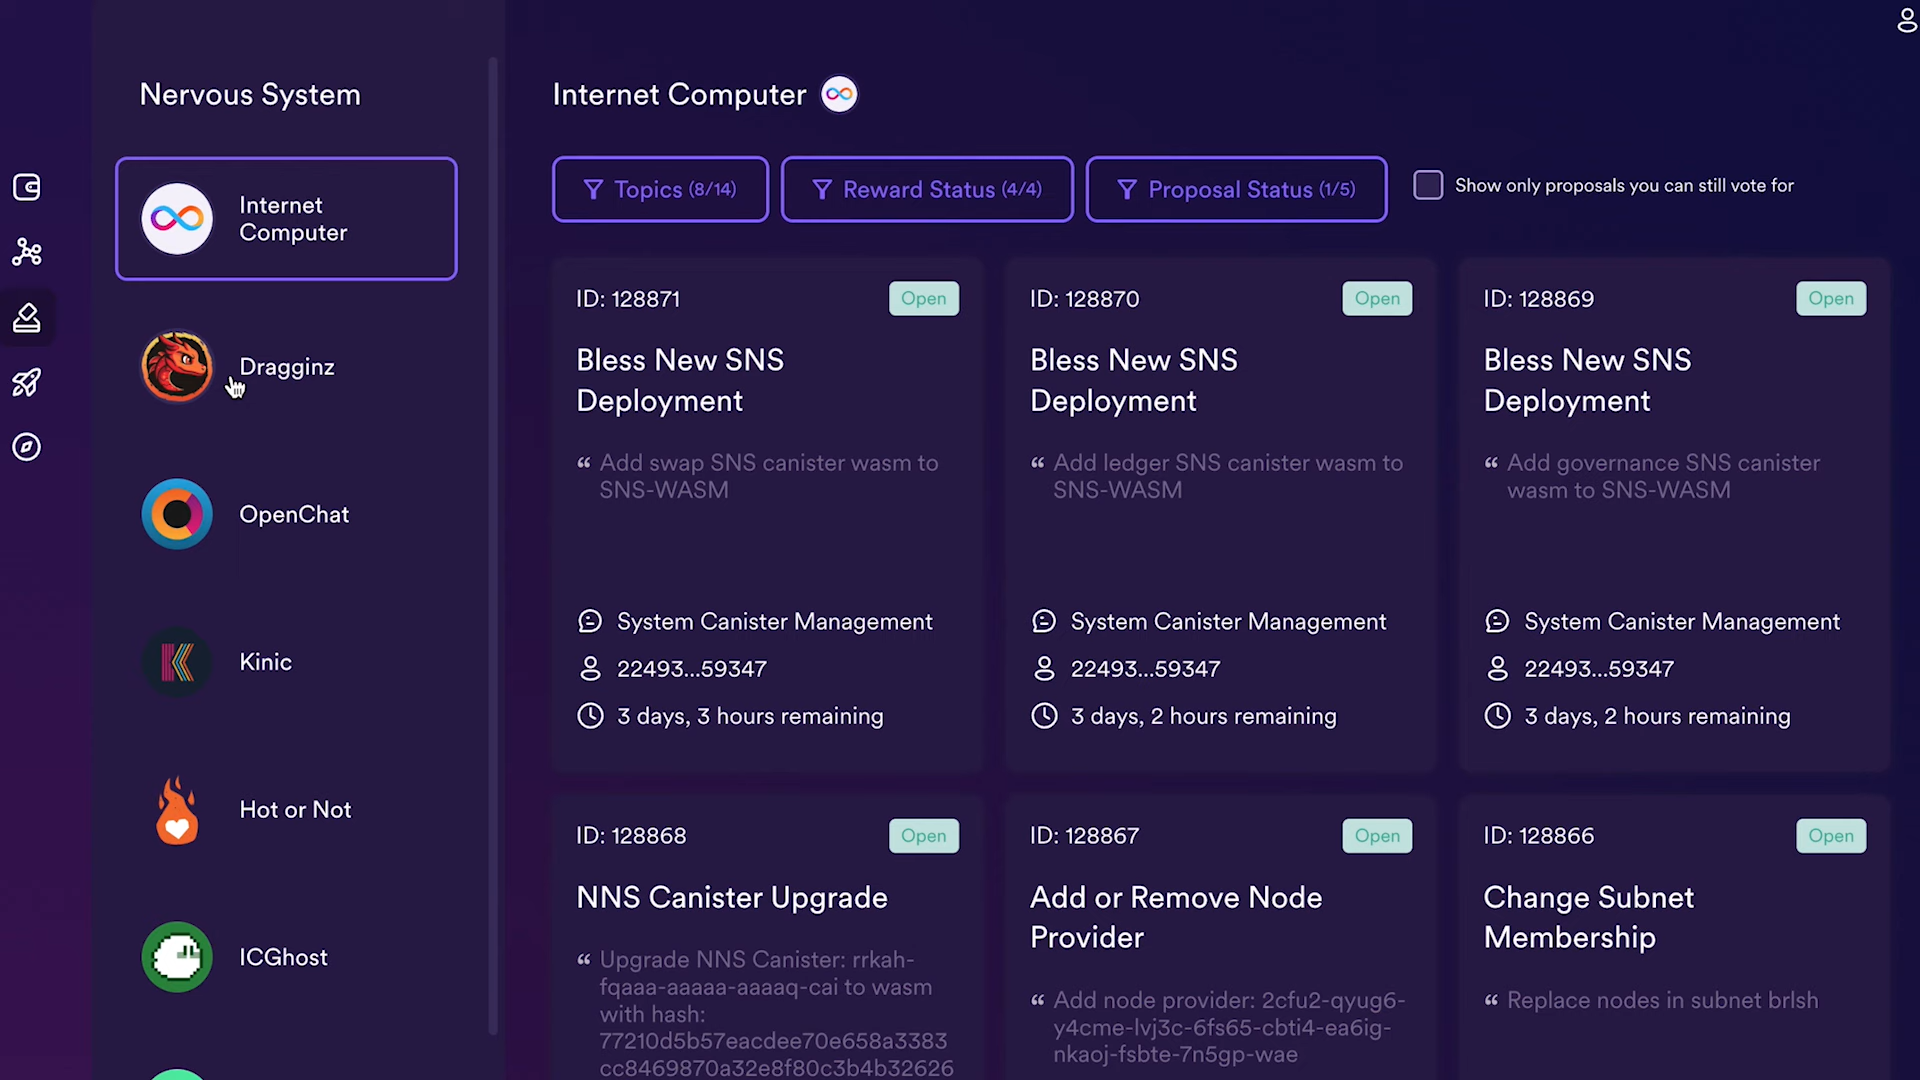 Nervous System
Internet
Computer
Dragginz
OpenChat
Kinic
Hot or Not
ICGhost
Internet Computer
Topics (8/14)
Reward Status (4/4)
Proposal Status (1/5)
Show only proposals you can still vote for
ID: 128871
Open
Bless New SNS
Deployment
“ Add swap SNS canister wasm to
SNS-WASM
System Canister Management
22493...59347
3 days, 3 hours remaining
ID: 128870
Open
Bless New SNS
Deployment
“ Add ledger SNS canister wasm to
SNS-WASM
System Canister Management
22493...59347
3 days, 2 hours remaining
ID: 128869
Open
Bless New SNS
Deployment
“ Add governance SNS canister
wasm to SNS-WASM
System Canister Management
22493...59347
3 days, 2 hours remaining
ID: 128868
Open
NNS Canister Upgrade
“ Upgrade NNS Canister: rrkah-
fqaaa-aaaaa-aaaaq-cai to wasm
with hash:
77210d5b57eacdee70e658a3383
cc8469870a32e8f80c3b4b32626
ID: 128867
Open
Add or Remove Node
Provider
“ Add node provider: 2cfu2-qyug6-
y4cme-lvj3c-6fs65-cbti4-ea6ig-
nkaoj-fsbte-7n5gp-wae
ID: 128866
Open
Change Subnet
Membership
“ Replace nodes in subnet brlsh